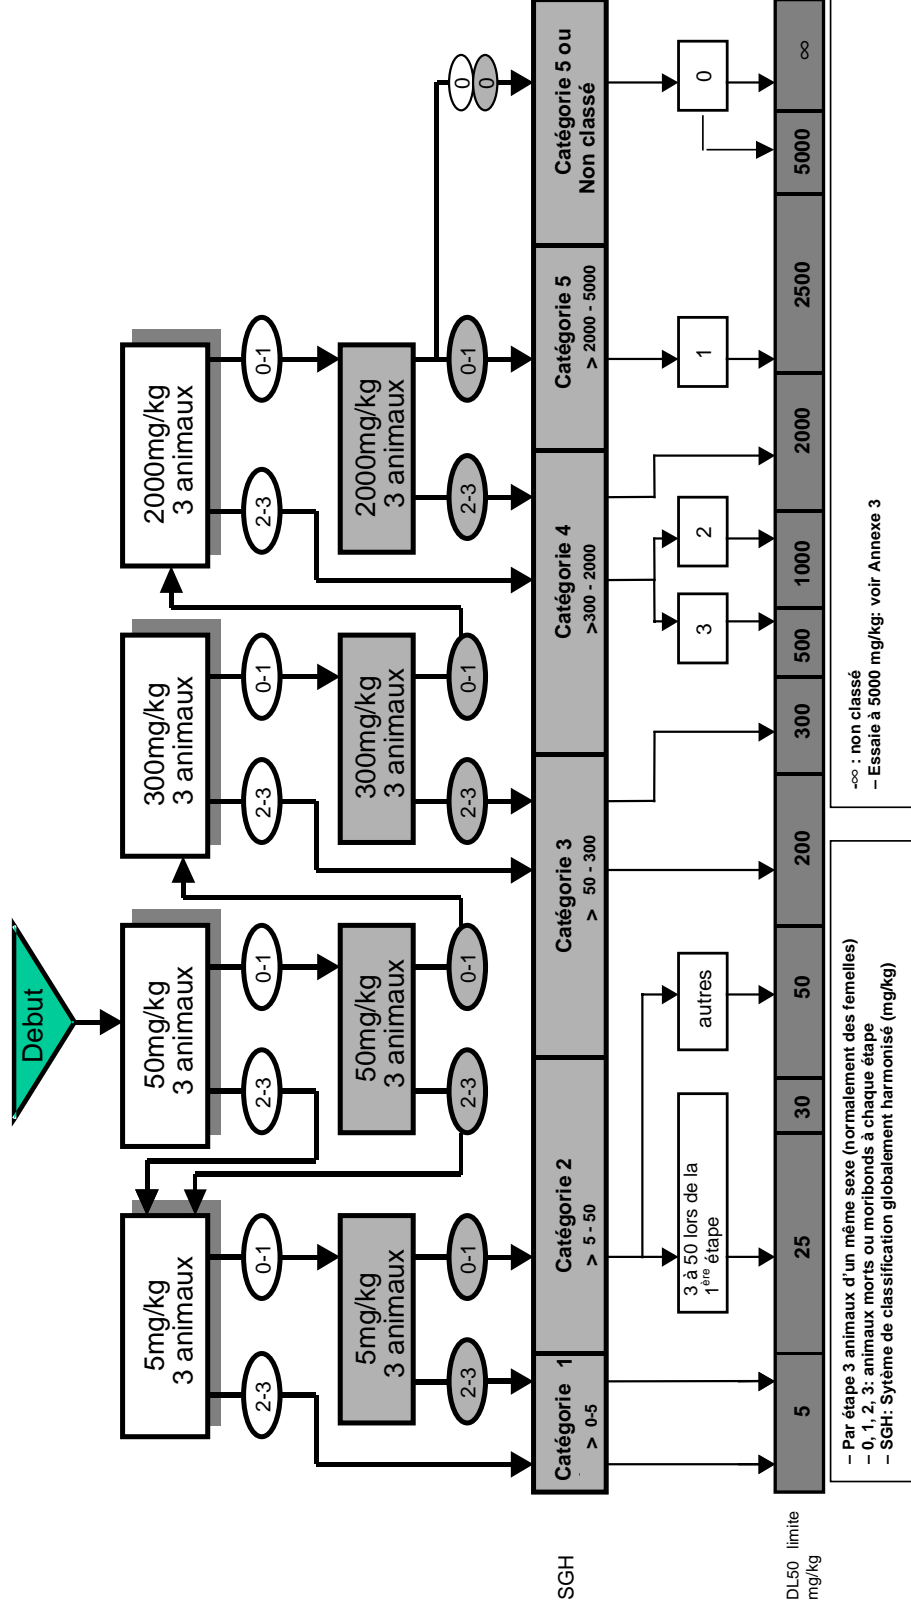 Debut
5mg/kg
3 animaux
50mg/kg
3 animaux
300mg/kg
3 animaux
2000mg/kg
3 animaux
2-3
0-1
2-3
0-1
2-3
0-1
2-3
0-1
5mg/kg
3 animaux
50mg/kg
3 animaux
300mg/kg
3 animaux
2000mg/kg
3 animaux
2-3
0-1
2-3
0-1
2-3
0-1
2-3
0-1
0
0
SGH
Catégorie 1
> 0-5
Catégorie 2
> 5 - 50
Catégorie 3
> 50 - 300
Catégorie 4
>300 - 2000
Catégorie 5
> 2000 - 5000
Catégorie 5 ou
Non classé
3 à 50 lors de la
1ère étape
autres
3
2
1
0
DL50 limite
mg/kg
5
25
30
50
200
300
500
1000
2000
2500
5000
∞
– Par étape 3 animaux d'un même sexe (normalement des femelles)
– 0, 1, 2, 3: animaux morts ou moribonds à chaque étape
– SGH: Sytème de classification globalement harmonisé (mg/kg)
-∞ : non classé
– Essaie à 5000 mg/kg: voir Annexe 3